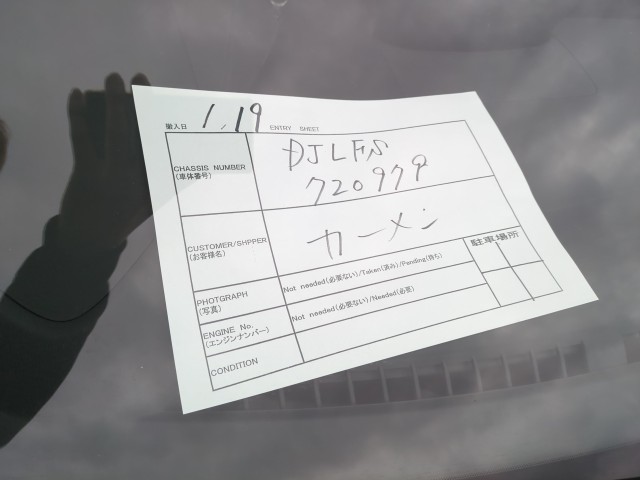 搬入日 1.19 ENTRY SHEET
CHASSIS NUMBER
(車体番号)
DJLFS
720979
CUSTOMER/SHPPER
(お客様名)
カーメン
駐車場所
PHOTGRAPH
(写真)
Not needed(必要ない)/Taken(済み)/Pending(待ち)
ENGINE No.
(エンジンナンバー)
Not needed(必要ない)/Needed(必要)
CONDITION